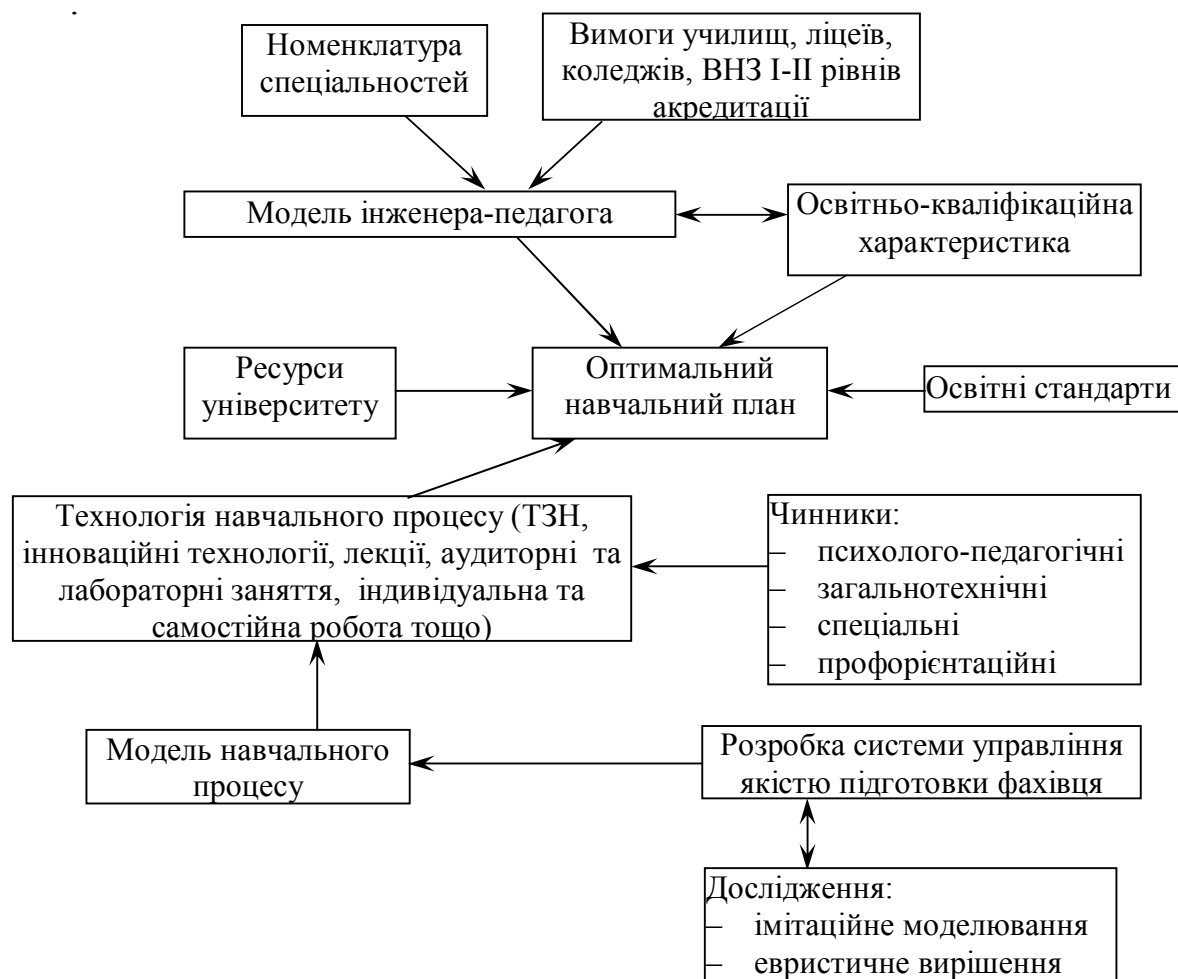 Номенклатура
спеціальностей
Вимоги училищ, ліцеїв,
коледжів, ВНЗ І-ІІ рівнів
акредитації
Модель інженера-педагога
Освітньо-кваліфікаційна
характеристика
Ресурси
університету
Оптимальний
навчальний план
Освітні стандарти
Технологія навчального процесу (ТЗН,
інноваційні технології, лекції, аудиторні та
лабораторні заняття, індивідуальна та
самостійна робота тощо)
Чинники:
– психолого-педагогічні
– загальнотехнічні
– спеціальні
– профорієнтаційні
Модель навчального
процесу
Розробка системи управління
якістю підготовки фахівця
Дослідження:
– імітаційне моделювання
– евристичне вирішення